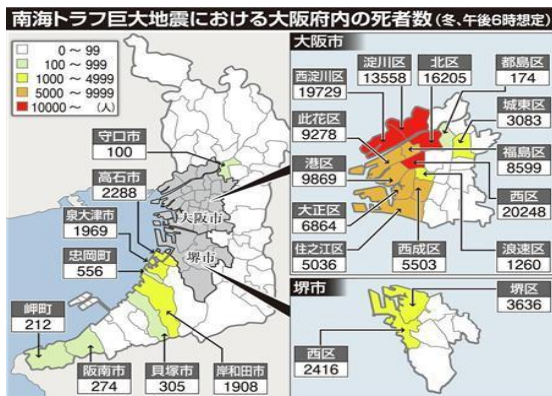 南海トラフ巨大地震における大阪府内の死者数(冬、午後6時想定)
0 ～ 99
100 ～ 999
1000 ～ 4999
5000 ～ 9999
10000 ～ (人)
守口市
100
高石市
2288
泉大津市
1969
忠岡町
556
岬町
212
阪南市
274
貝塚市
305
岸和田市
1908
大阪市
堺市
大阪市
淀川区
13558
北区
16205
都島区
174
西淀川区
19729
城東区
3083
此花区
9278
福島区
8599
港区
9869
西区
20248
大正区
6864
住之江区
5036
西成区
5503
浪速区
1260
堺市
堺区
3636
西区
2416